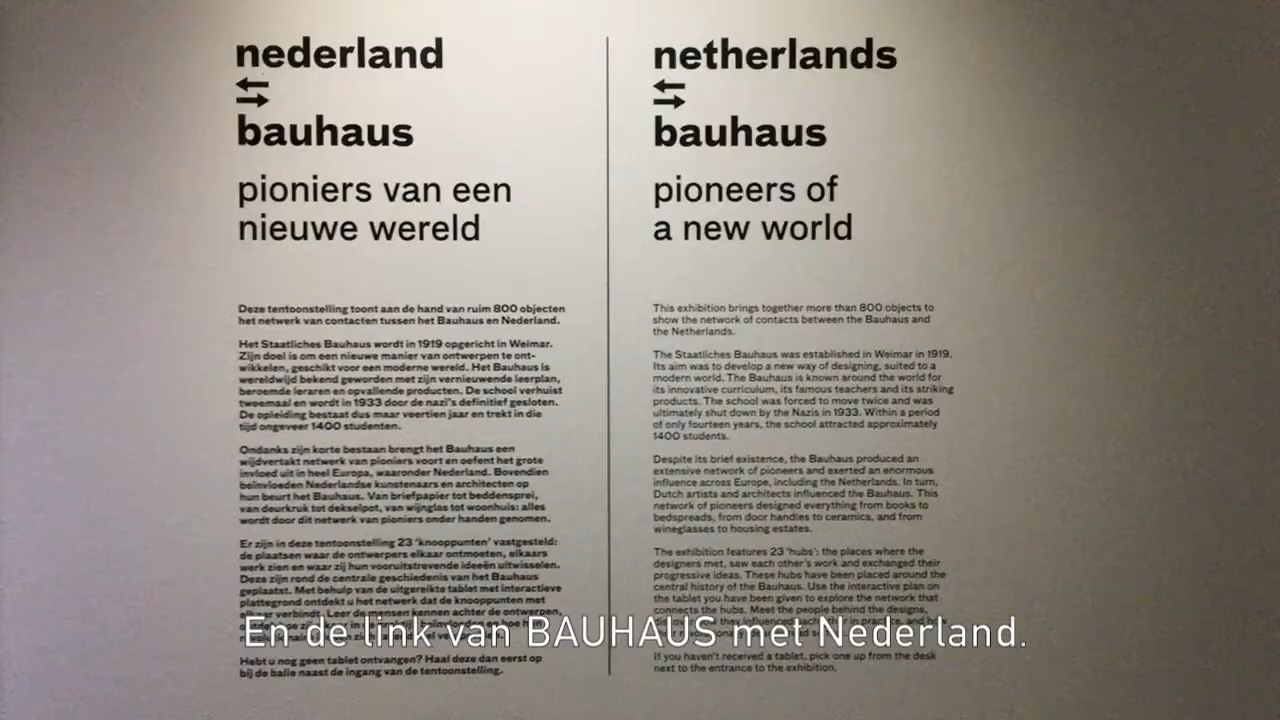 nederland
⇆
bauhaus
pioniers van een
nieuwe wereld
Deze tentoonstelling toont aan de hand van ruim 800 objecten
het netwerk van contacten tussen het Bauhaus en Nederland.
Het Staatliches Bauhaus wordt in 1919 opgericht in Weimar.
Zijn doel is om een nieuwe manier van ontwerpen te ont-
wikkelen, geschikt voor een moderne wereld. Het Bauhaus is
wereldwijd bekend geworden met zijn vernieuwende leerplan,
beroemde leraren en opvallende producten. De school verhuist
tweemaal en wordt in 1933 door de nazi's definitief gesloten.
De opleiding bestaat dus maar veertien jaar en trekt in die
tijd ongeveer 1400 studenten.
Ondanks zijn korte bestaan brengt het Bauhaus een
wijdvertakt netwerk van pioniers voort en oefent het grote
invloed uit in heel Europa, waaronder Nederland. Bovendien
beïnvloeden Nederlandse kunstenaars en architecten op
hun beurt het Bauhaus. Van briefpapier tot beddensprei,
van deurkruk tot dekselpot, van wijnglas tot woonhuis: alles
wordt door dit netwerk van pioniers onder handen genomen.
Er zijn in deze tentoonstelling 23 'knooppunten' vastgesteld:
de plaatsen waar de ontwerpers elkaar ontmoeten, elkaars
werk zien en waar zij hun vooruitstrevende ideeën uitwisselen.
Deze zijn rond de centrale geschiedenis van het Bauhaus
geplaatst. Met behulp van de uitgereikte tablet met interactieve
plattegrond ontdekt u het netwerk dat de knooppunten met
elkaar verbindt. Leer de mensen kennen achter de ontwerpen,
Hebt u nog geen tablet ontvangen? Haal deze dan eerst op
bij de balie naast de ingang van de tentoonstelling.
netherlands
⇆
bauhaus
pioneers of
a new world
This exhibition brings together more than 800 objects to
show the network of contacts between the Bauhaus and
the Netherlands.
The Staatliches Bauhaus was established in Weimar in 1919.
Its aim was to develop a new way of designing, suited to a
modern world. The Bauhaus is known around the world for
its innovative curriculum, its famous teachers and its striking
products. The school was forced to move twice and was
ultimately shut down by the Nazis in 1933. Within a period
of only fourteen years, the school attracted approximately
1400 students.
Despite its brief existence, the Bauhaus produced an
extensive network of pioneers and exerted an enormous
influence across Europe, including the Netherlands. In turn,
Dutch artists and architects influenced the Bauhaus. This
network of pioneers designed everything from books to
bedspreads, from door handles to ceramics, and from
wineglasses to housing estates.
The exhibition features 23 'hubs': the places where the
designers met, saw each other's work and exchanged their
progressive ideas. These hubs have been placed around the
central history of the Bauhaus. Use the interactive plan on
the tablet you have been given to explore the network that
connects the hubs. Meet the people behind the designs,
they influenced each
If you haven't received a tablet, pick one up from the desk
next to the entrance to the exhibition.
En de link van BAUHAUS met Nederland.